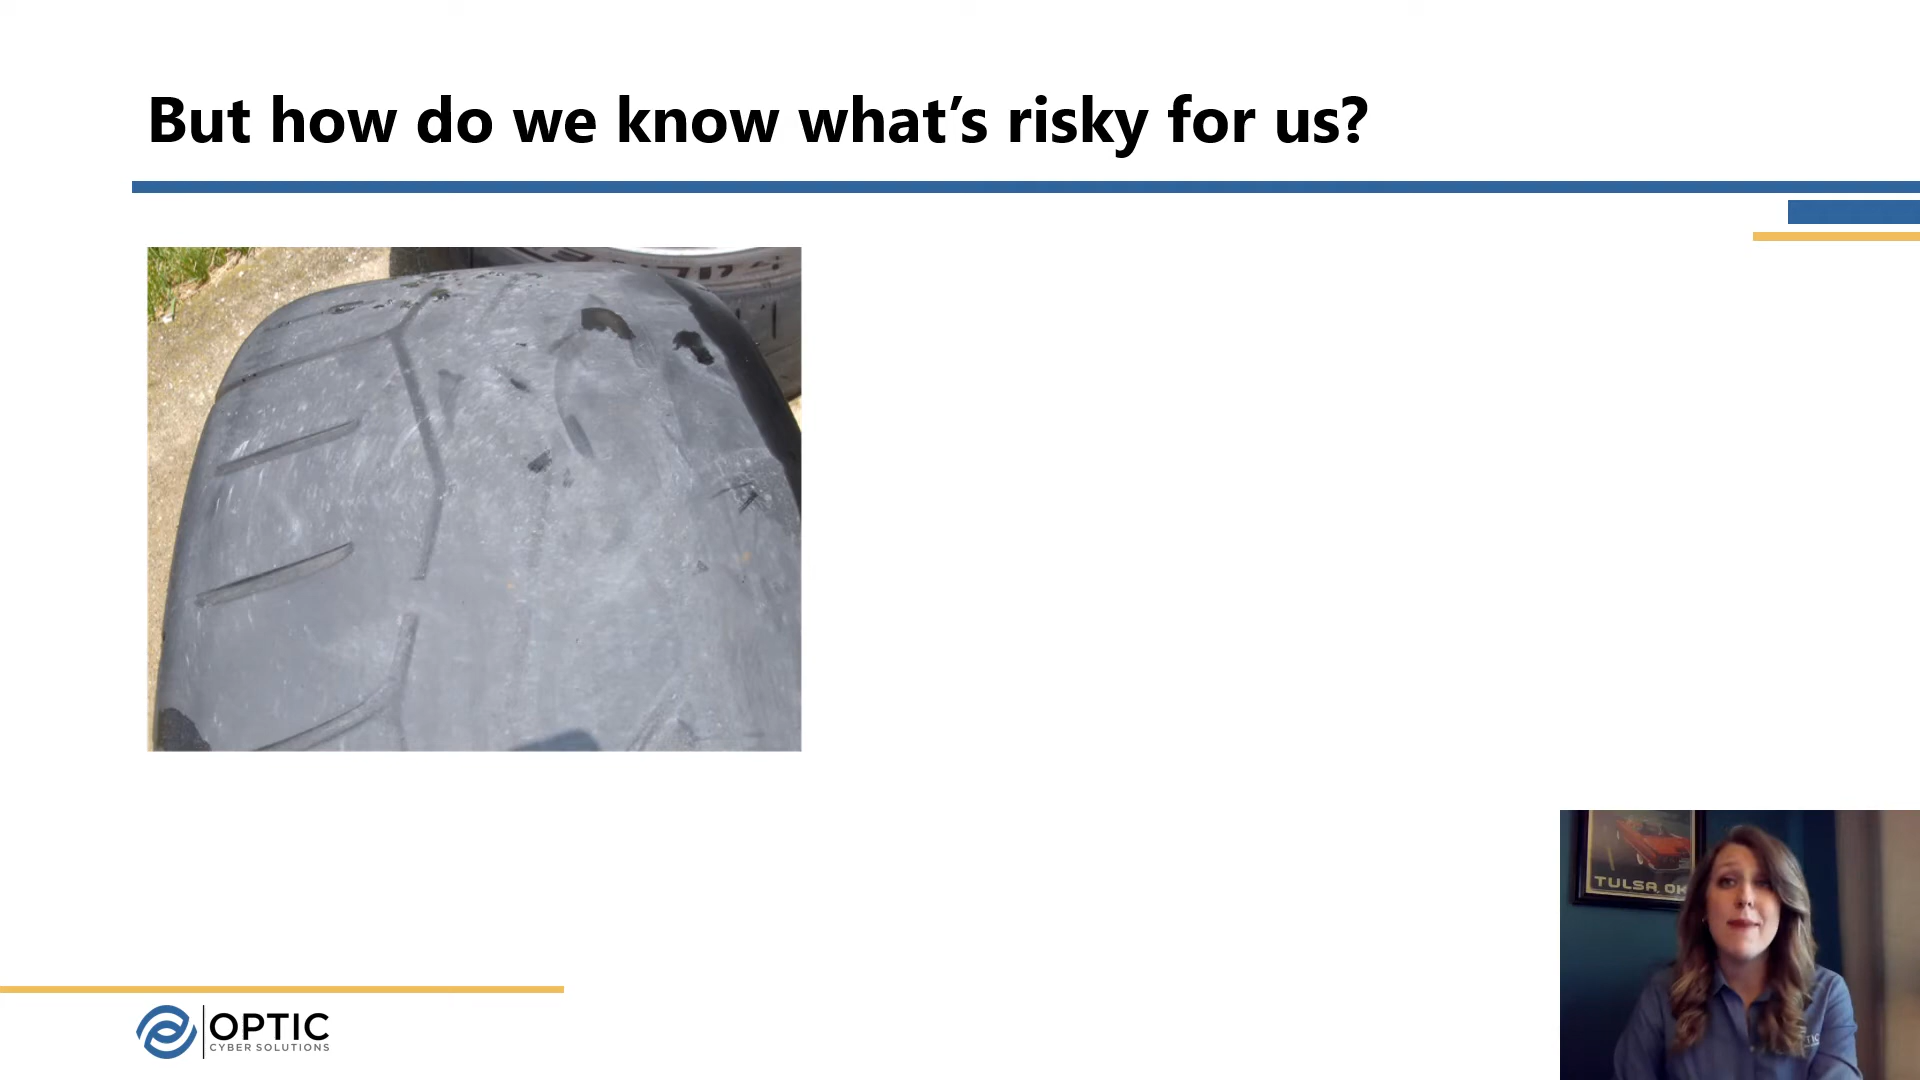 But how do we know what’s risky for us?
TULSA, OK
OPTIC
CYBER SOLUTIONS